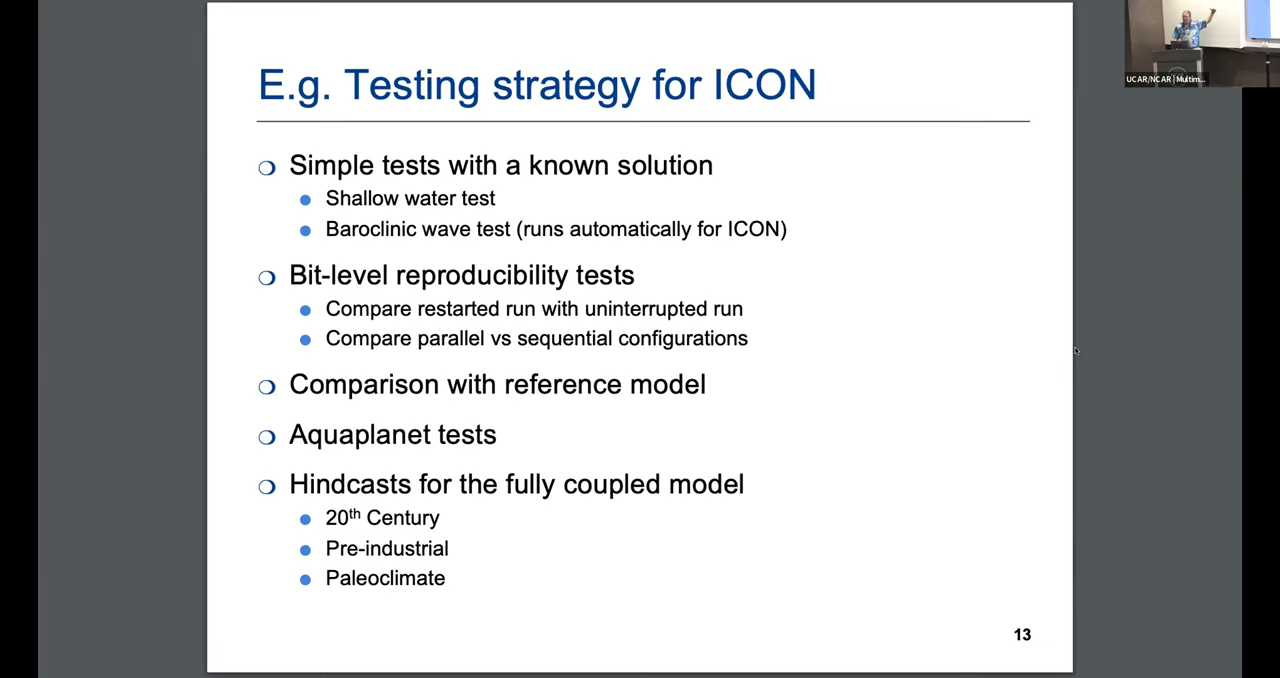 E.g. Testing strategy for ICON
Simple tests with a known solution
Shallow water test
Baroclinic wave test (runs automatically for ICON)
Bit-level reproducibility tests
Compare restarted run with uninterrupted run
Compare parallel vs sequential configurations
Comparison with reference model
Aquaplanet tests
Hindcasts for the fully coupled model
20th Century
Pre-industrial
Paleoclimate
13
UCAR/NCAR | Multim...